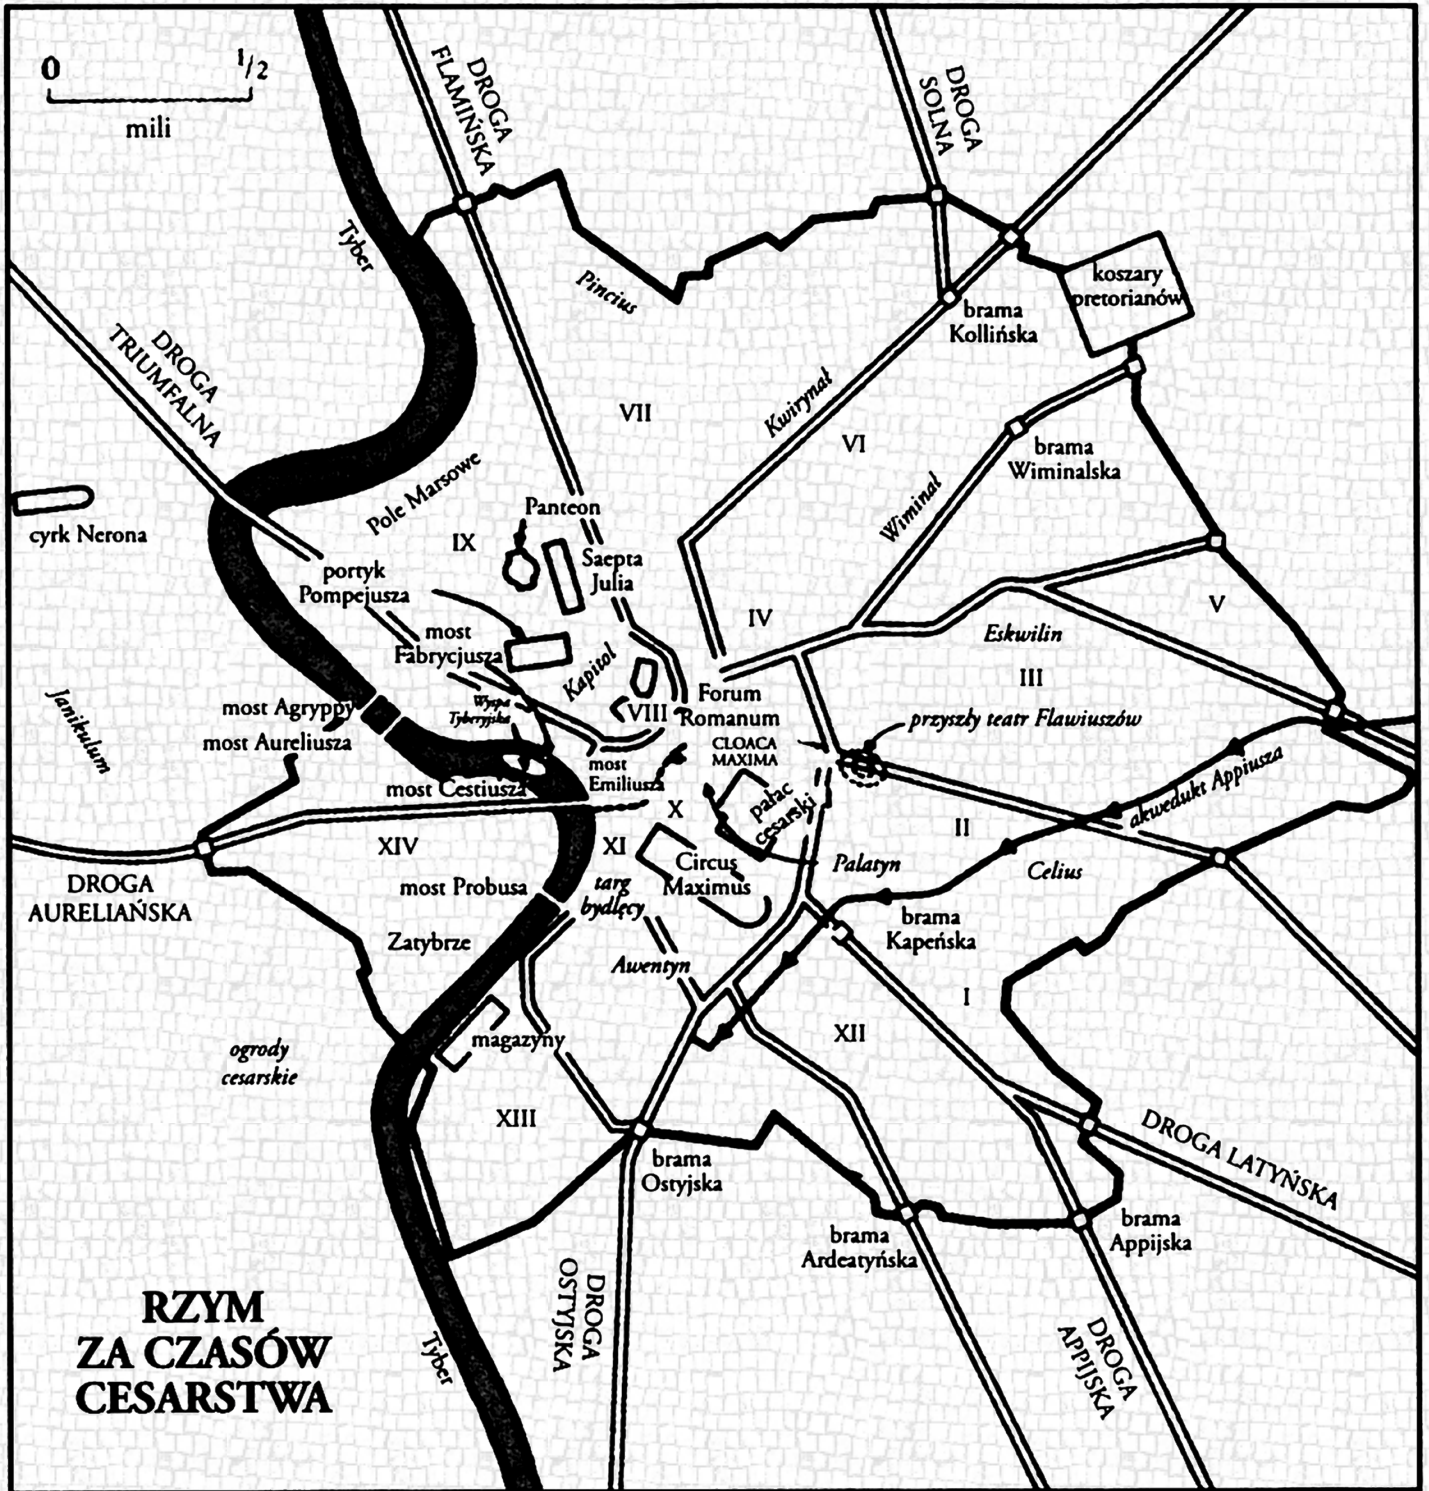 0 1/2
mili
DROGA
FLAMIŃSKA
DROGA
SOLNA
Tyber
Pincius
koszary
pretorianów
brama
Kollińska
DROGA
TRIUMFALNA
VII
Kwirynał
VI
brama
Wiminalska
Wiminal
Pole Marsowe
cyrk Nerona
Panteon
IX
Saepta
Julia
portyk
Pompejusza
IV
V
most
Fabrycjusza
Eskwilin
Kapitol
III
Janikulum
most Agryppy
Wyspa
Tyberyjska
VIII
Forum
Romanum
przyszły teatr Flawiuszów
most Aureliusza
CLOACA
MAXIMA
most Cestiusza
most
Emiliusza
akwedukt Appiusza
X
pałac
cesarski
II
XIV
XI
Circus
Maximus
Palatyn
Celius
DROGA
AURELIAŃSKA
most Probusa
targ
bydlęcy
brama
Kapeńska
Zatybrze
Awentyn
I
magazyny
XII
ogrody
cesarskie
XIII
DROGA LATYŃSKA
brama
Ostyjska
brama
Ardeatyńska
brama
Appijska
DROGA
OSTYJSKA
DROGA
APPIJSKA
Tyber
RZYM
ZA CZASÓW
CESARSTWA